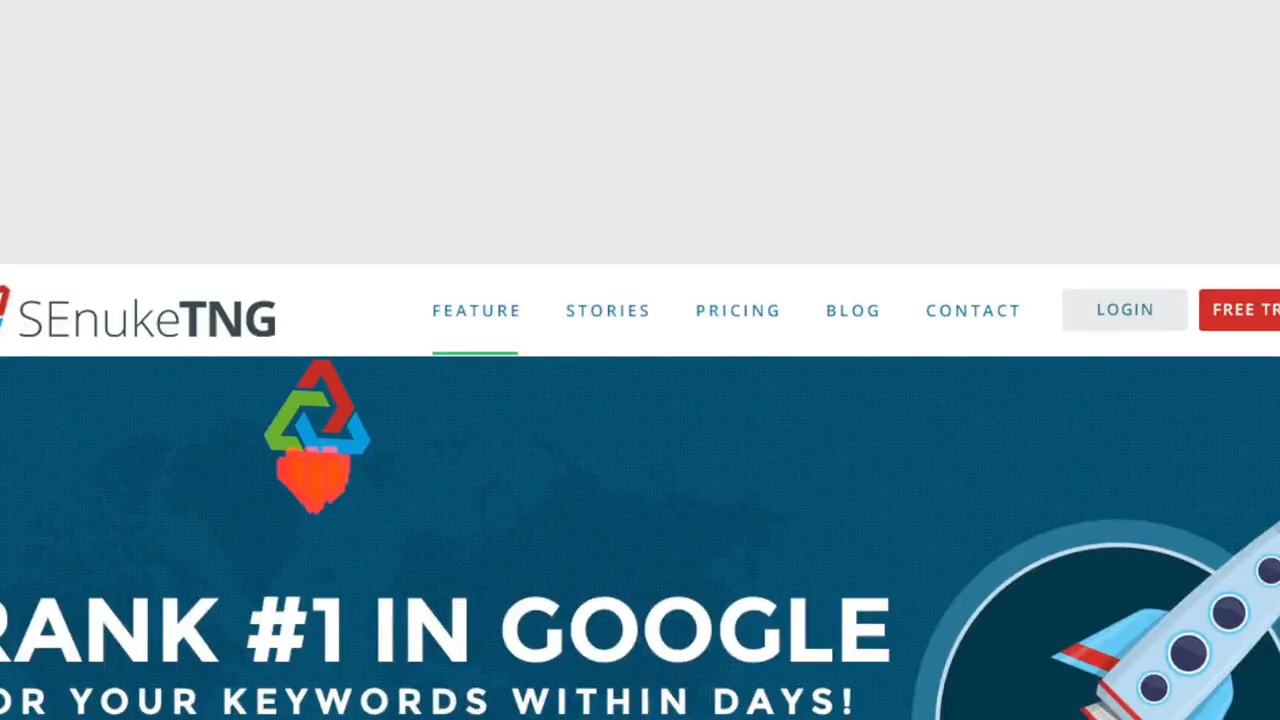 SEnukeTNG FEATURE STORIES PRICING BLOG CONTACT LOGIN FREE TR
RANK #1 IN GOOGLE
OR YOUR KEYWORDS WITHIN DAYS!